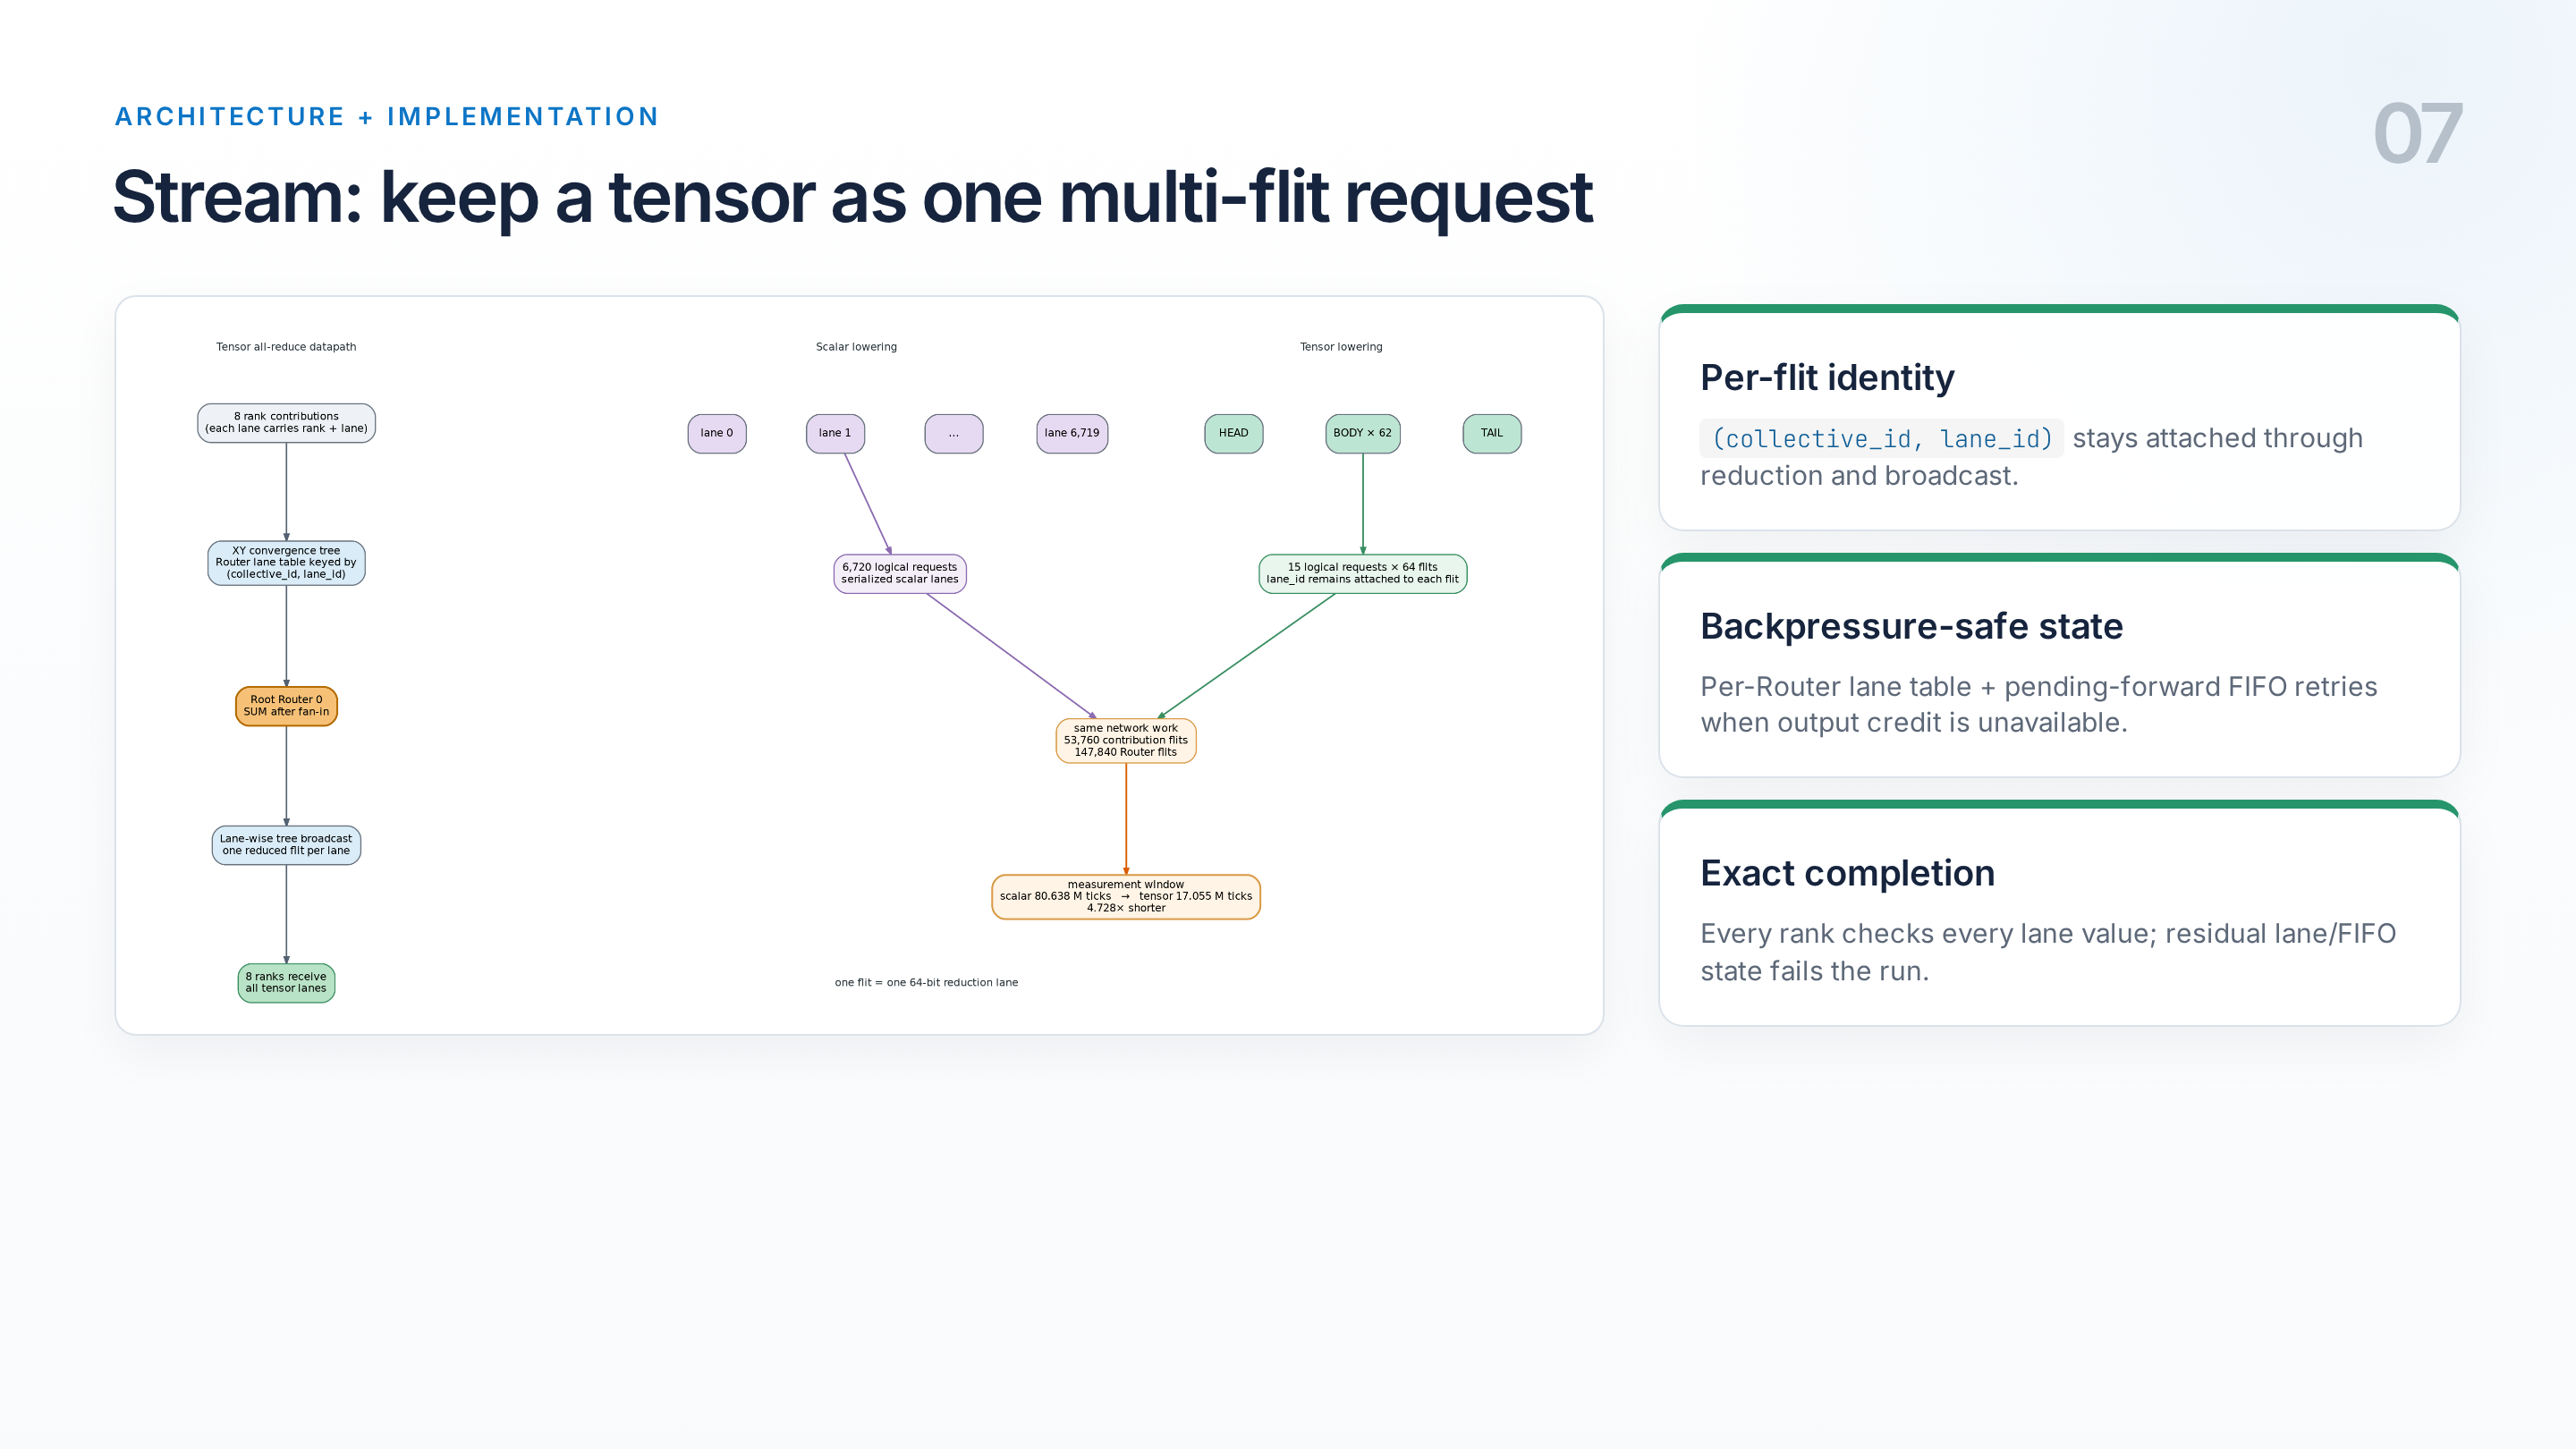 ARCHITECTURE + IMPLEMENTATION
07
Stream: keep a tensor as one multi-flit request
Tensor all-reduce datapath
8 rank contributions
(each lane carries rank + lane)
XY convergence tree
Router lane table keyed by
(collective_id, lane_id)
Root Router 0
SUM after fan-in
Lane-wise tree broadcast
one reduced flit per lane
8 ranks receive
all tensor lanes
Scalar lowering
lane 0
lane 1
...
lane 6,719
6,720 logical requests
serialized scalar lanes
Tensor lowering
HEAD
BODY × 62
TAIL
15 logical requests × 64 flits
lane_id remains attached to each flit
same network work
53,760 contribution flits
147,840 Router flits
measurement window
scalar 80.638 M ticks → tensor 17.055 M ticks
4.728× shorter
one flit = one 64-bit reduction lane
Per-flit identity
(collective_id, lane_id) stays attached through
reduction and broadcast.
Backpressure-safe state
Per-Router lane table + pending-forward FIFO retries
when output credit is unavailable.
Exact completion
Every rank checks every lane value; residual lane/FIFO
state fails the run.